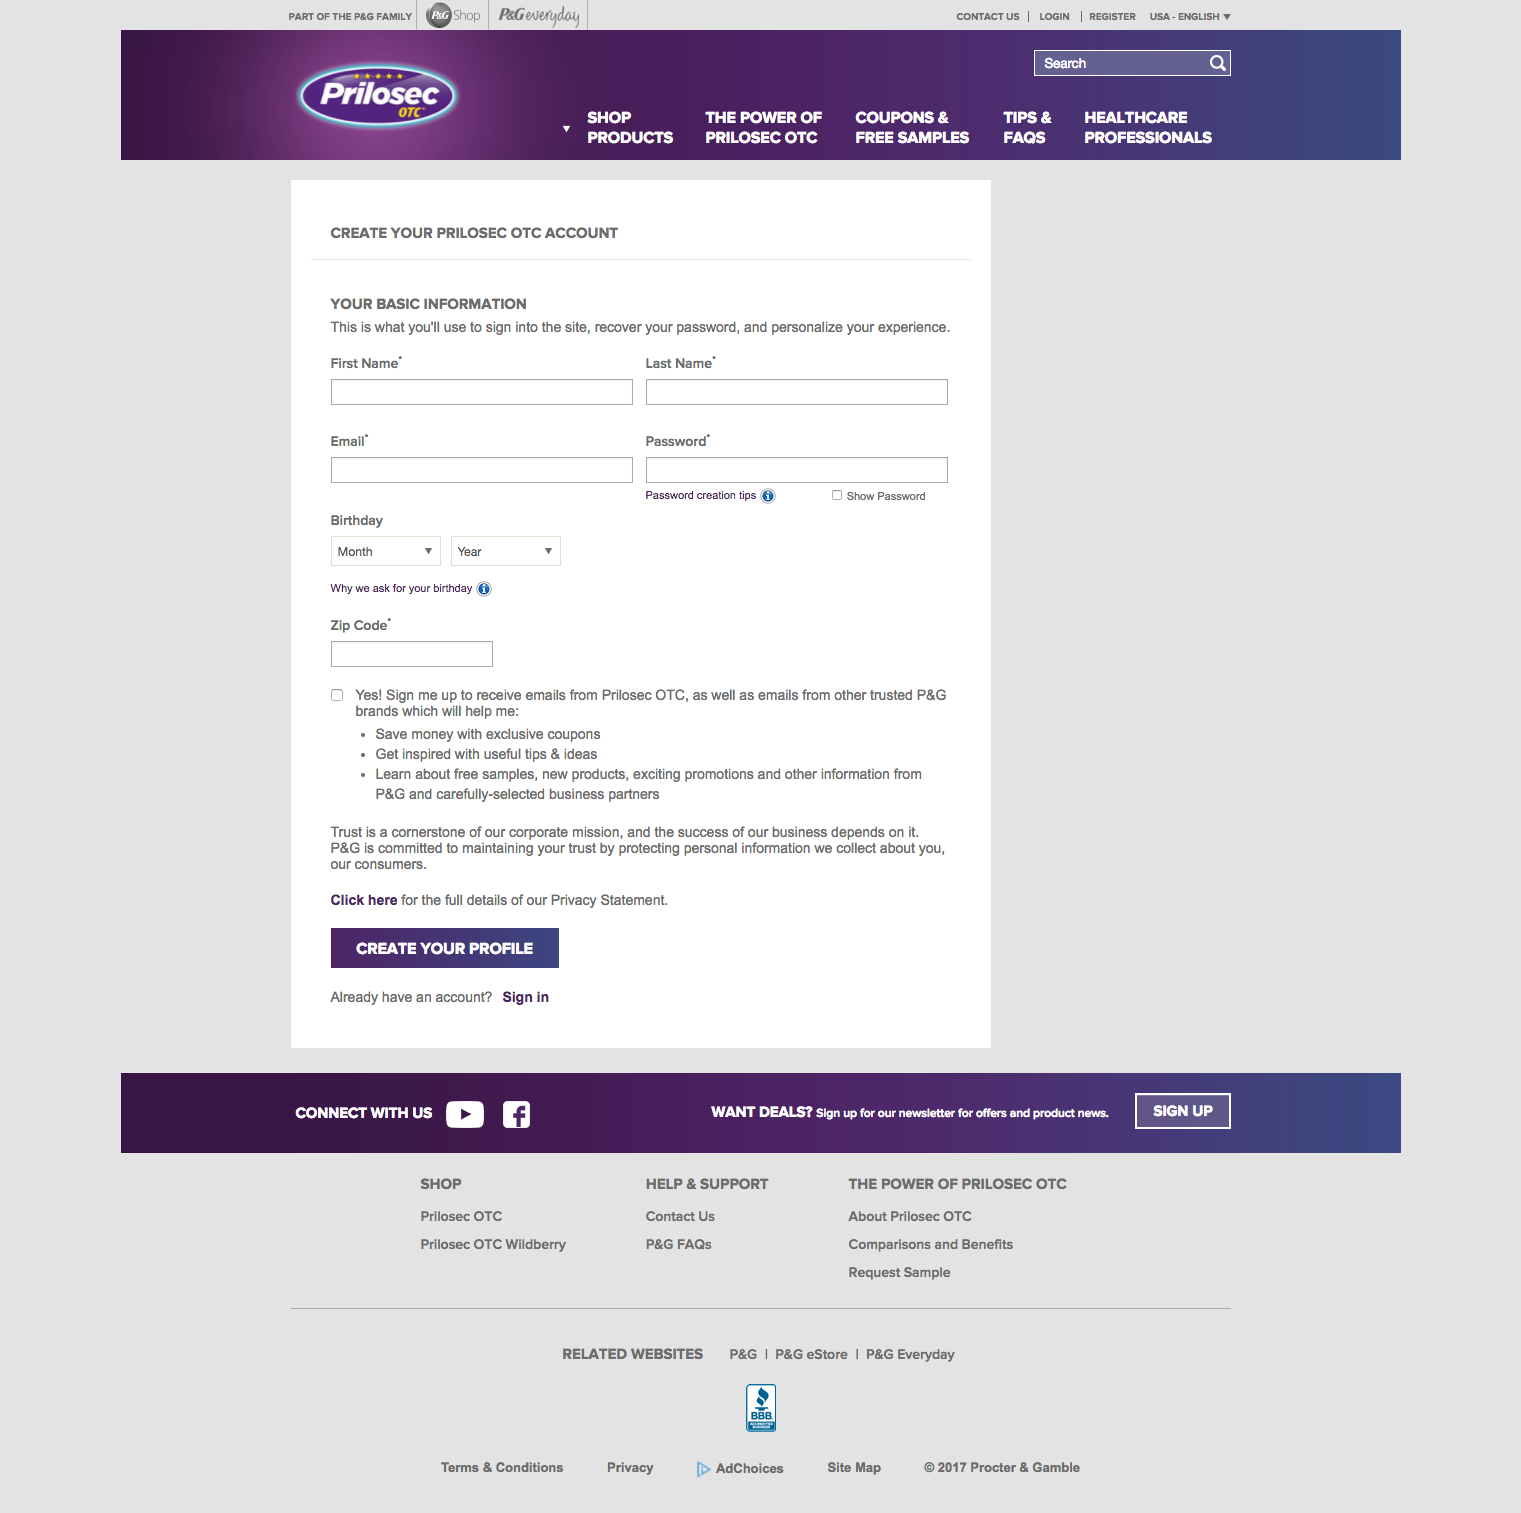 PART OF THE P&G FAMILY P&G Shop P&G everyday CONTACT US | LOGIN | REGISTER USA - ENGLISH
Search
Prilosec
OTC
SHOP
PRODUCTS
THE POWER OF
PRILOSEC OTC
COUPONS &
FREE SAMPLES
TIPS &
FAQS
HEALTHCARE
PROFESSIONALS
CREATE YOUR PRILOSEC OTC ACCOUNT
YOUR BASIC INFORMATION
This is what you'll use to sign into the site, recover your password, and personalize your experience.
First Name* Last Name*
Email* Password*
Password creation tips Show Password
Birthday
Month Year
Why we ask for your birthday
Zip Code*
Yes! Sign me up to receive emails from Prilosec OTC, as well as emails from other trusted P&G
brands which will help me:
• Save money with exclusive coupons
• Get inspired with useful tips & ideas
• Learn about free samples, new products, exciting promotions and other information from
P&G and carefully-selected business partners
Trust is a cornerstone of our corporate mission, and the success of our business depends on it.
P&G is committed to maintaining your trust by protecting personal information we collect about you,
our consumers.
Click here for the full details of our Privacy Statement.
CREATE YOUR PROFILE
Already have an account? Sign in
CONNECT WITH US WANT DEALS? Sign up for our newsletter for offers and product news. SIGN UP
SHOP HELP & SUPPORT THE POWER OF PRILOSEC OTC
Prilosec OTC Contact Us About Prilosec OTC
Prilosec OTC Wildberry P&G FAQs Comparisons and Benefits
Request Sample
RELATED WEBSITES P&G | P&G eStore | P&G Everyday
BBB
Terms & Conditions Privacy AdChoices Site Map © 2017 Procter & Gamble